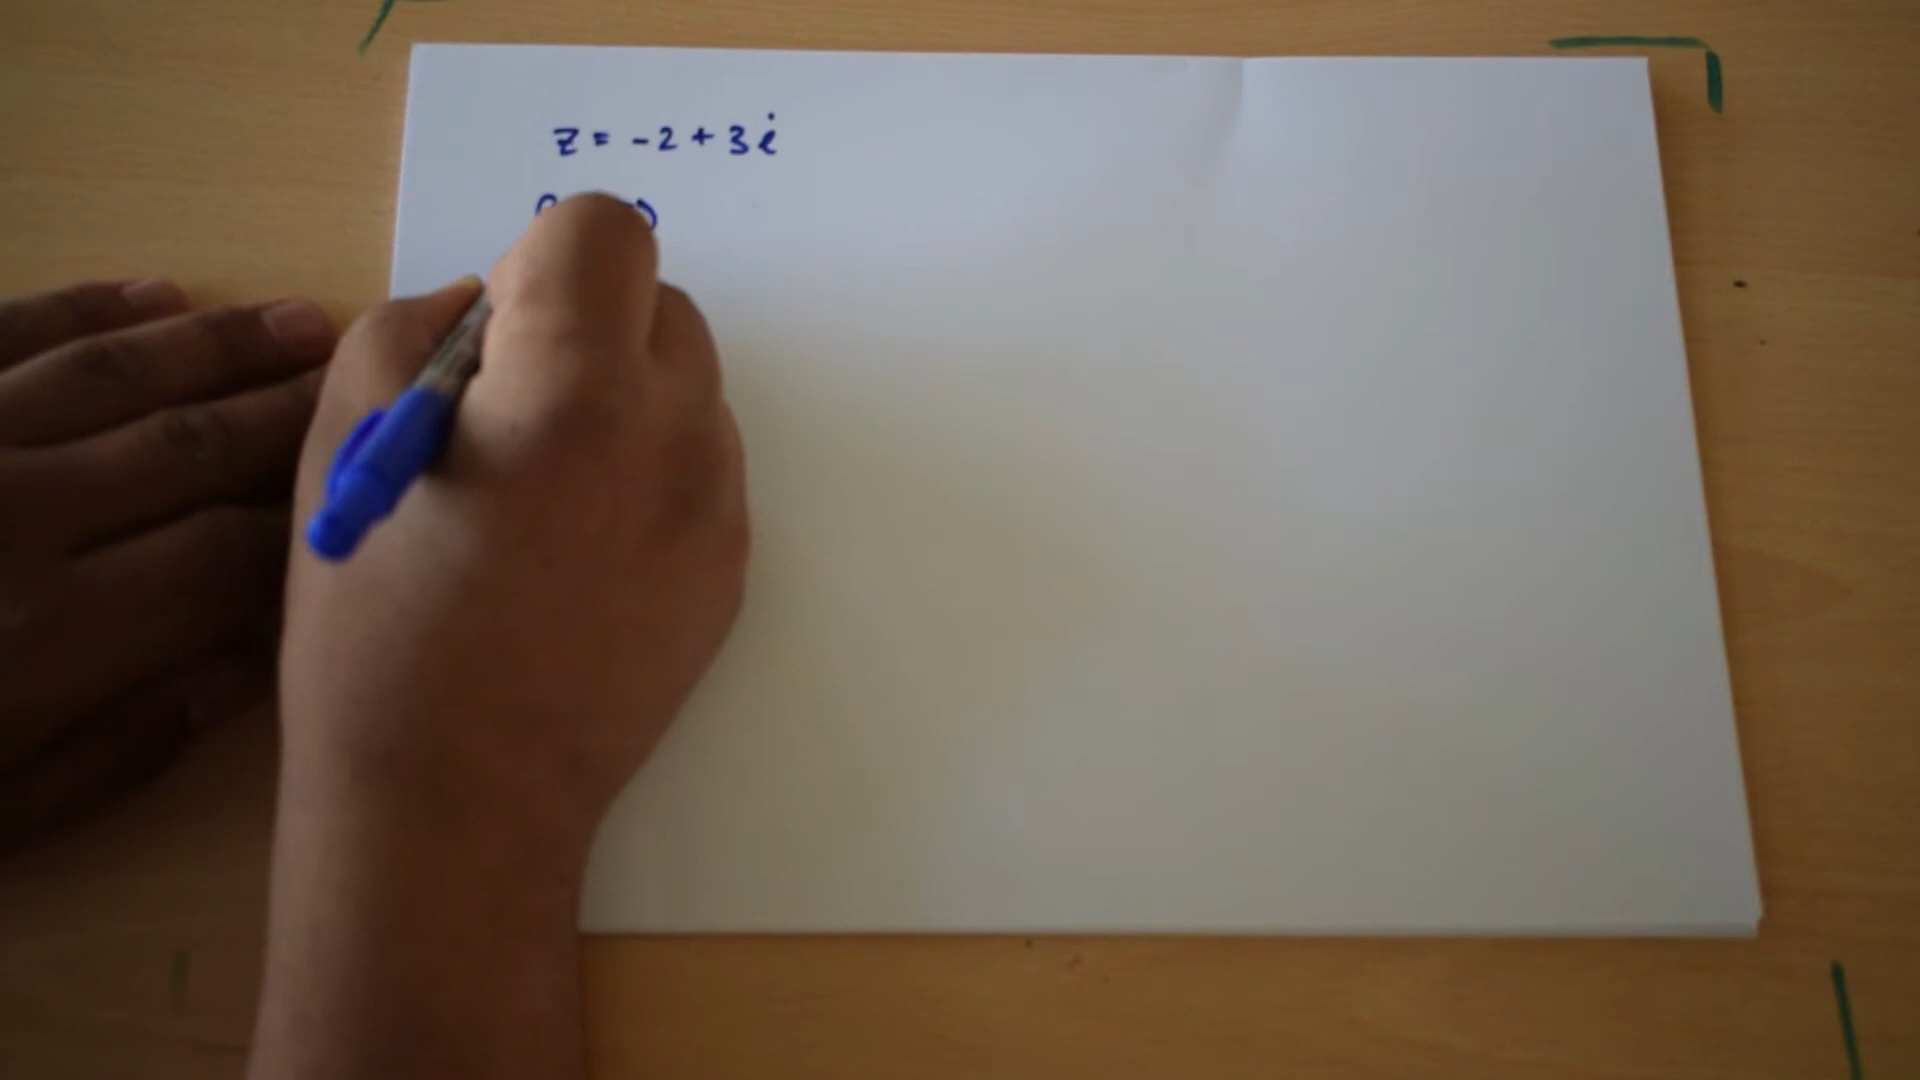 z = -2 + 3i